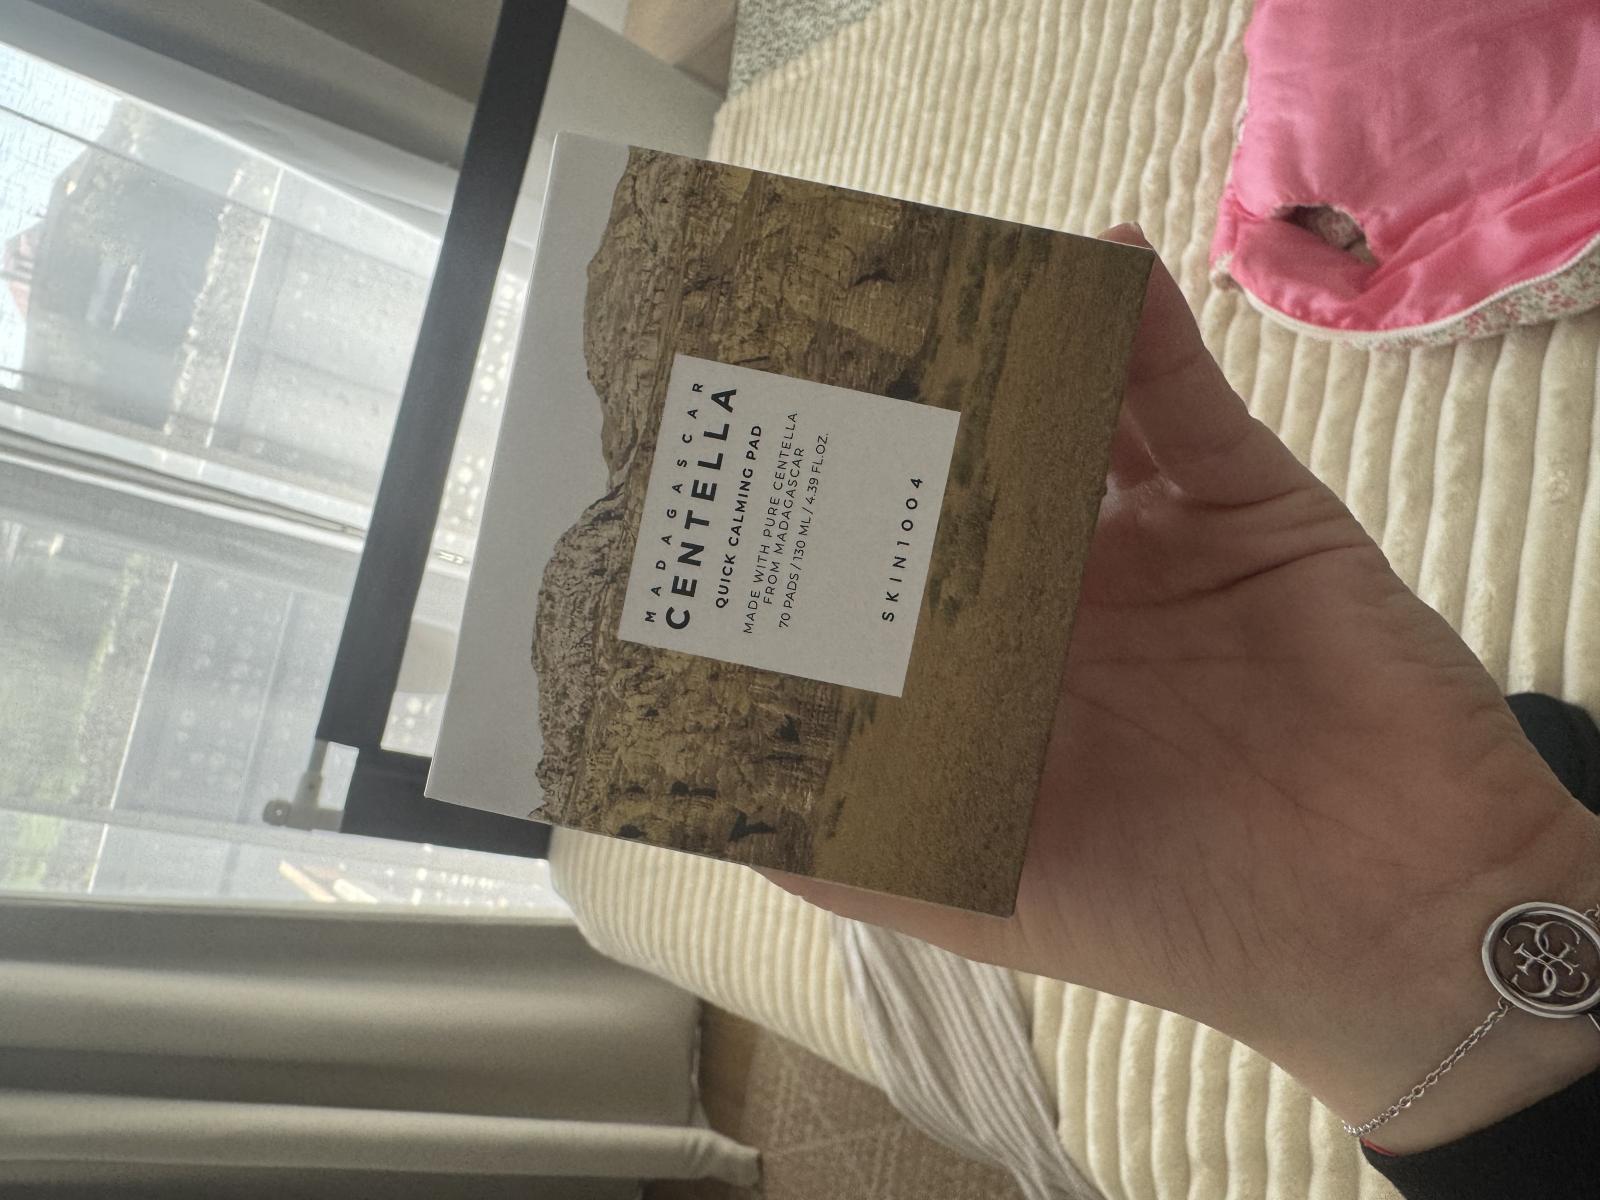 MADAGASCAR
CENTELLA
QUICK CALMING PAD
MADE WITH PURE CENTELLA
FROM MADAGASCAR
70 PADS / 130 ML / 4.39 FL.OZ.
SKIN1004